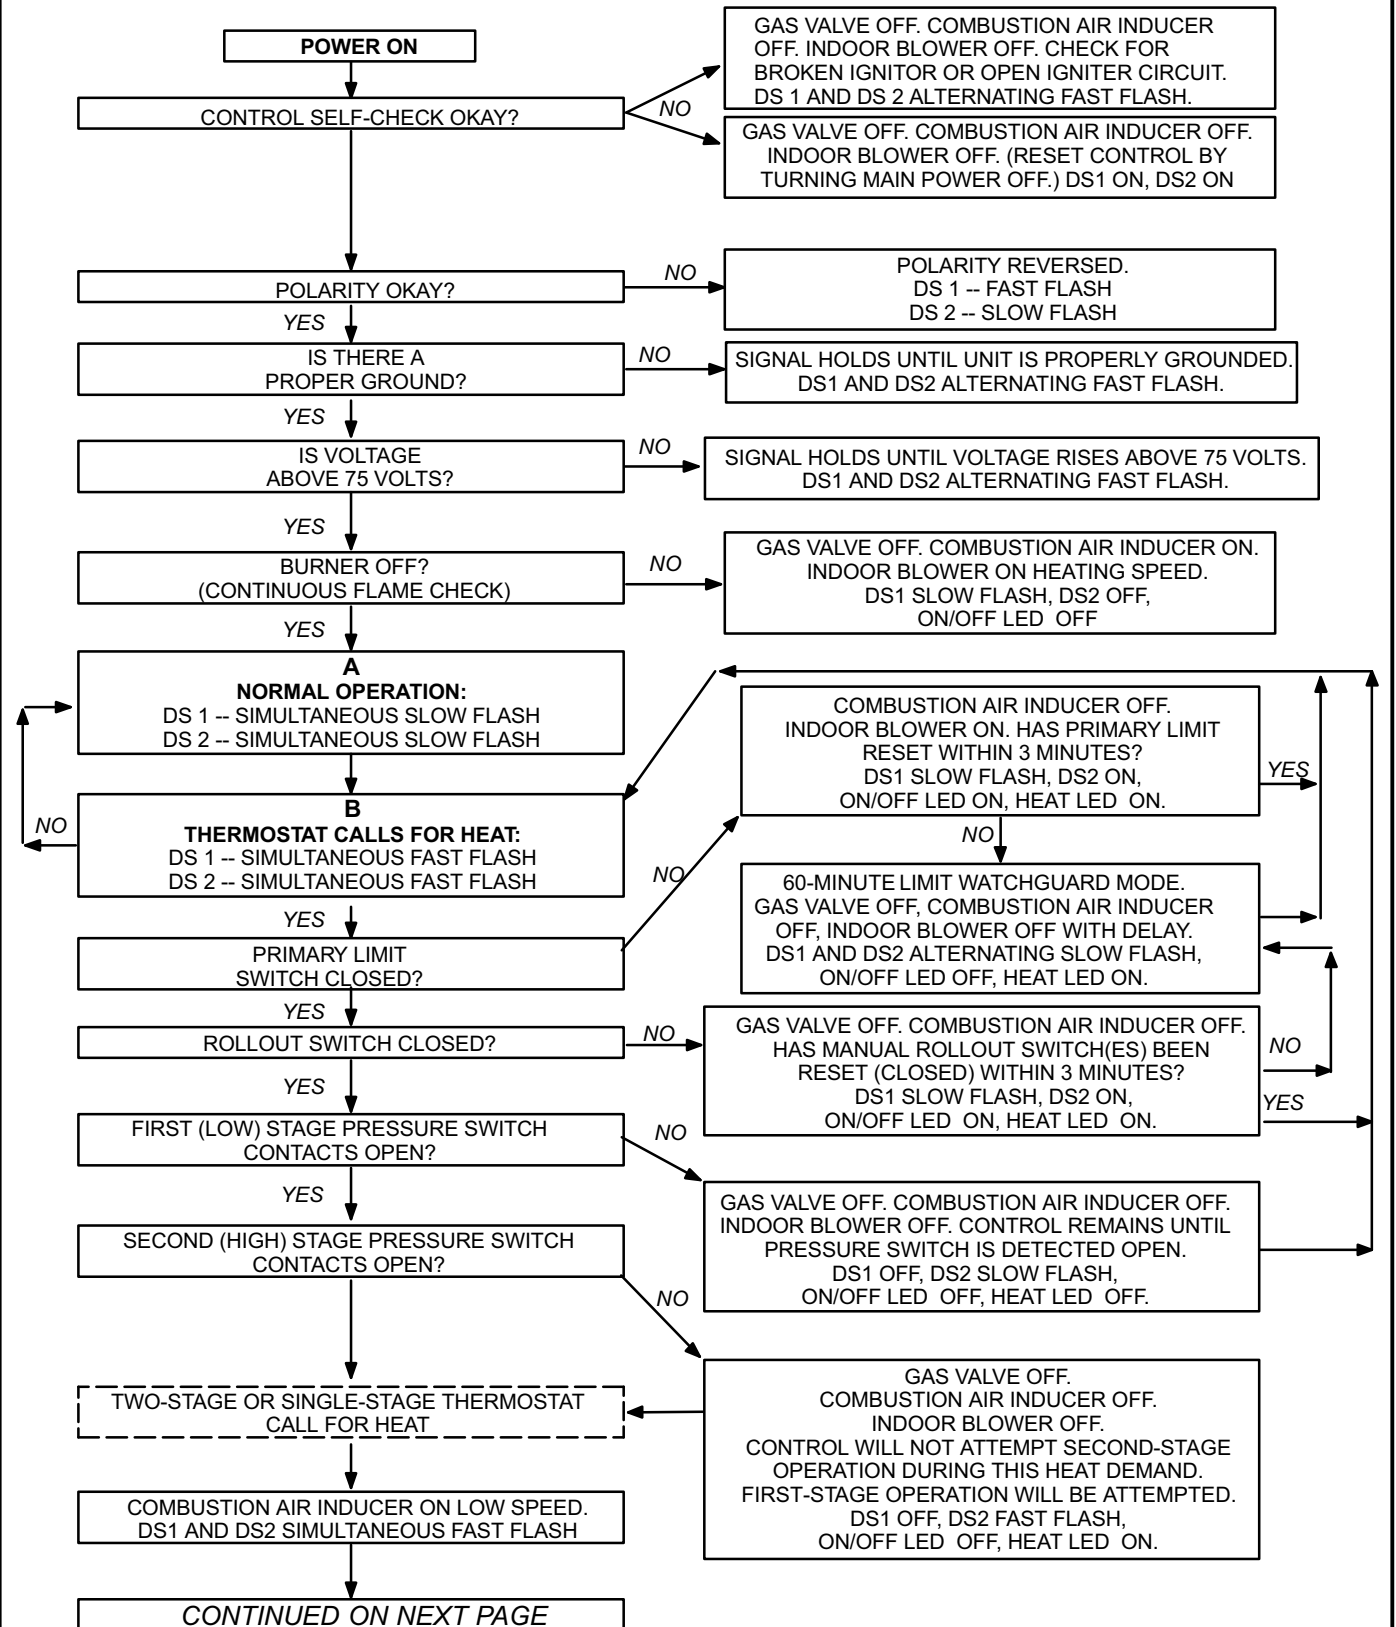 POWER ON
GAS VALVE OFF. COMBUSTION AIR INDUCER
OFF. INDOOR BLOWER OFF. CHECK FOR
BROKEN IGNITOR OR OPEN IGNITER CIRCUIT.
DS 1 AND DS 2 ALTERNATING FAST FLASH.
CONTROL SELF-CHECK OKAY?
NO
GAS VALVE OFF. COMBUSTION AIR INDUCER OFF.
INDOOR BLOWER OFF. (RESET CONTROL BY
TURNING MAIN POWER OFF.) DS1 ON, DS2 ON
POLARITY OKAY?
NO
POLARITY REVERSED.
DS 1 -- FAST FLASH
DS 2 -- SLOW FLASH
YES
IS THERE A
PROPER GROUND?
NO
SIGNAL HOLDS UNTIL UNIT IS PROPERLY GROUNDED.
DS1 AND DS2 ALTERNATING FAST FLASH.
YES
IS VOLTAGE
ABOVE 75 VOLTS?
NO
SIGNAL HOLDS UNTIL VOLTAGE RISES ABOVE 75 VOLTS.
DS1 AND DS2 ALTERNATING FAST FLASH.
YES
BURNER OFF?
(CONTINUOUS FLAME CHECK)
NO
GAS VALVE OFF. COMBUSTION AIR INDUCER ON.
INDOOR BLOWER ON HEATING SPEED.
DS1 SLOW FLASH, DS2 OFF,
ON/OFF LED OFF
YES
A
NORMAL OPERATION:
DS 1 -- SIMULTANEOUS SLOW FLASH
DS 2 -- SIMULTANEOUS SLOW FLASH
COMBUSTION AIR INDUCER OFF.
INDOOR BLOWER ON. HAS PRIMARY LIMIT
RESET WITHIN 3 MINUTES?
DS1 SLOW FLASH, DS2 ON,
ON/OFF LED ON, HEAT LED ON.
YES
NO
B
THERMOSTAT CALLS FOR HEAT:
DS 1 -- SIMULTANEOUS FAST FLASH
DS 2 -- SIMULTANEOUS FAST FLASH
NO
NO
60-MINUTE LIMIT WATCHGUARD MODE.
GAS VALVE OFF, COMBUSTION AIR INDUCER
OFF, INDOOR BLOWER OFF WITH DELAY.
DS1 AND DS2 ALTERNATING SLOW FLASH,
ON/OFF LED OFF, HEAT LED ON.
YES
PRIMARY LIMIT
SWITCH CLOSED?
YES
ROLLOUT SWITCH CLOSED?
NO
GAS VALVE OFF. COMBUSTION AIR INDUCER OFF.
HAS MANUAL ROLLOUT SWITCH(ES) BEEN
RESET (CLOSED) WITHIN 3 MINUTES?
DS1 SLOW FLASH, DS2 ON,
ON/OFF LED ON, HEAT LED ON.
NO
YES
YES
FIRST (LOW) STAGE PRESSURE SWITCH
CONTACTS OPEN?
NO
GAS VALVE OFF. COMBUSTION AIR INDUCER OFF.
INDOOR BLOWER OFF. CONTROL REMAINS UNTIL
PRESSURE SWITCH IS DETECTED OPEN.
DS1 OFF, DS2 SLOW FLASH,
ON/OFF LED OFF, HEAT LED OFF.
YES
SECOND (HIGH) STAGE PRESSURE SWITCH
CONTACTS OPEN?
NO
GAS VALVE OFF.
COMBUSTION AIR INDUCER OFF.
INDOOR BLOWER OFF.
CONTROL WILL NOT ATTEMPT SECOND-STAGE
OPERATION DURING THIS HEAT DEMAND.
FIRST-STAGE OPERATION WILL BE ATTEMPTED.
DS1 OFF, DS2 FAST FLASH,
ON/OFF LED OFF, HEAT LED ON.
TWO-STAGE OR SINGLE-STAGE THERMOSTAT
CALL FOR HEAT
COMBUSTION AIR INDUCER ON LOW SPEED.
DS1 AND DS2 SIMULTANEOUS FAST FLASH
CONTINUED ON NEXT PAGE